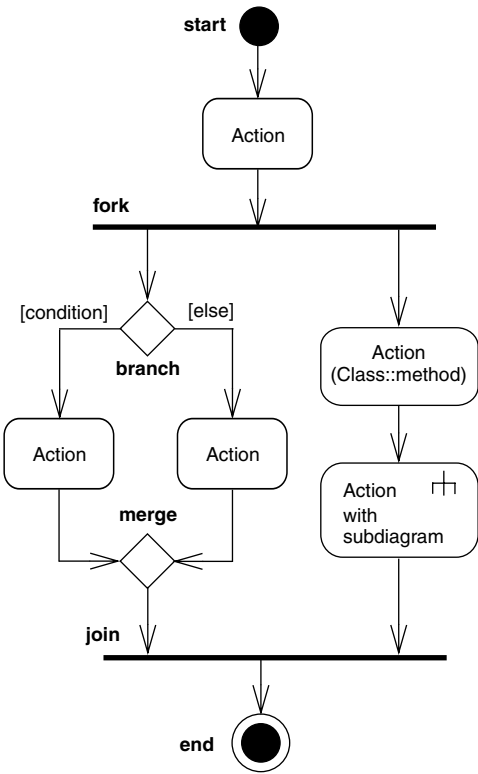 start
Action
fork
[condition]
[else]
branch
Action
(Class::method)
Action
Action
merge
Action
with
subdiagram
join
end